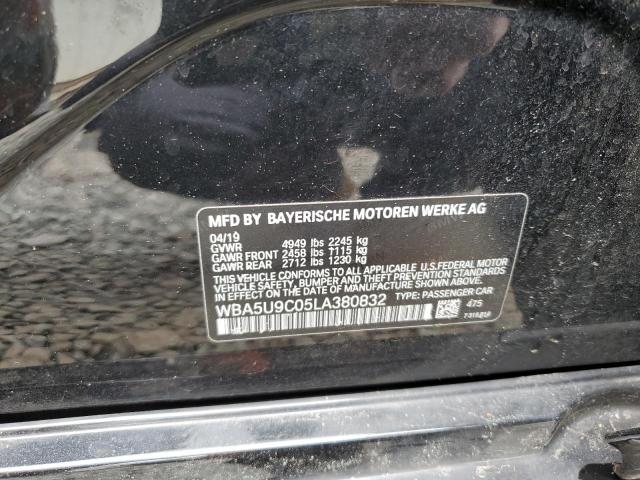 MFD BY BAYERISCHE MOTOREN WERKE AG
04/19
GVWR 4949 lbs 2245 kg
GAWR FRONT 2458 lbs 1115 kg
GAWR REAR 2712 lbs 1230 kg
THIS VEHICLE CONFORMS TO ALL APPLICABLE U.S.FEDERAL MOTOR
VEHICLE SAFETY, BUMPER, AND THEFT PREVENTION STANDARDS
IN EFFECT ON THE DATE OF MANUFACTURE SHOWN ABOVE.
WBA5U9C05LA380832 TYPE: PASSENGER CAR
475